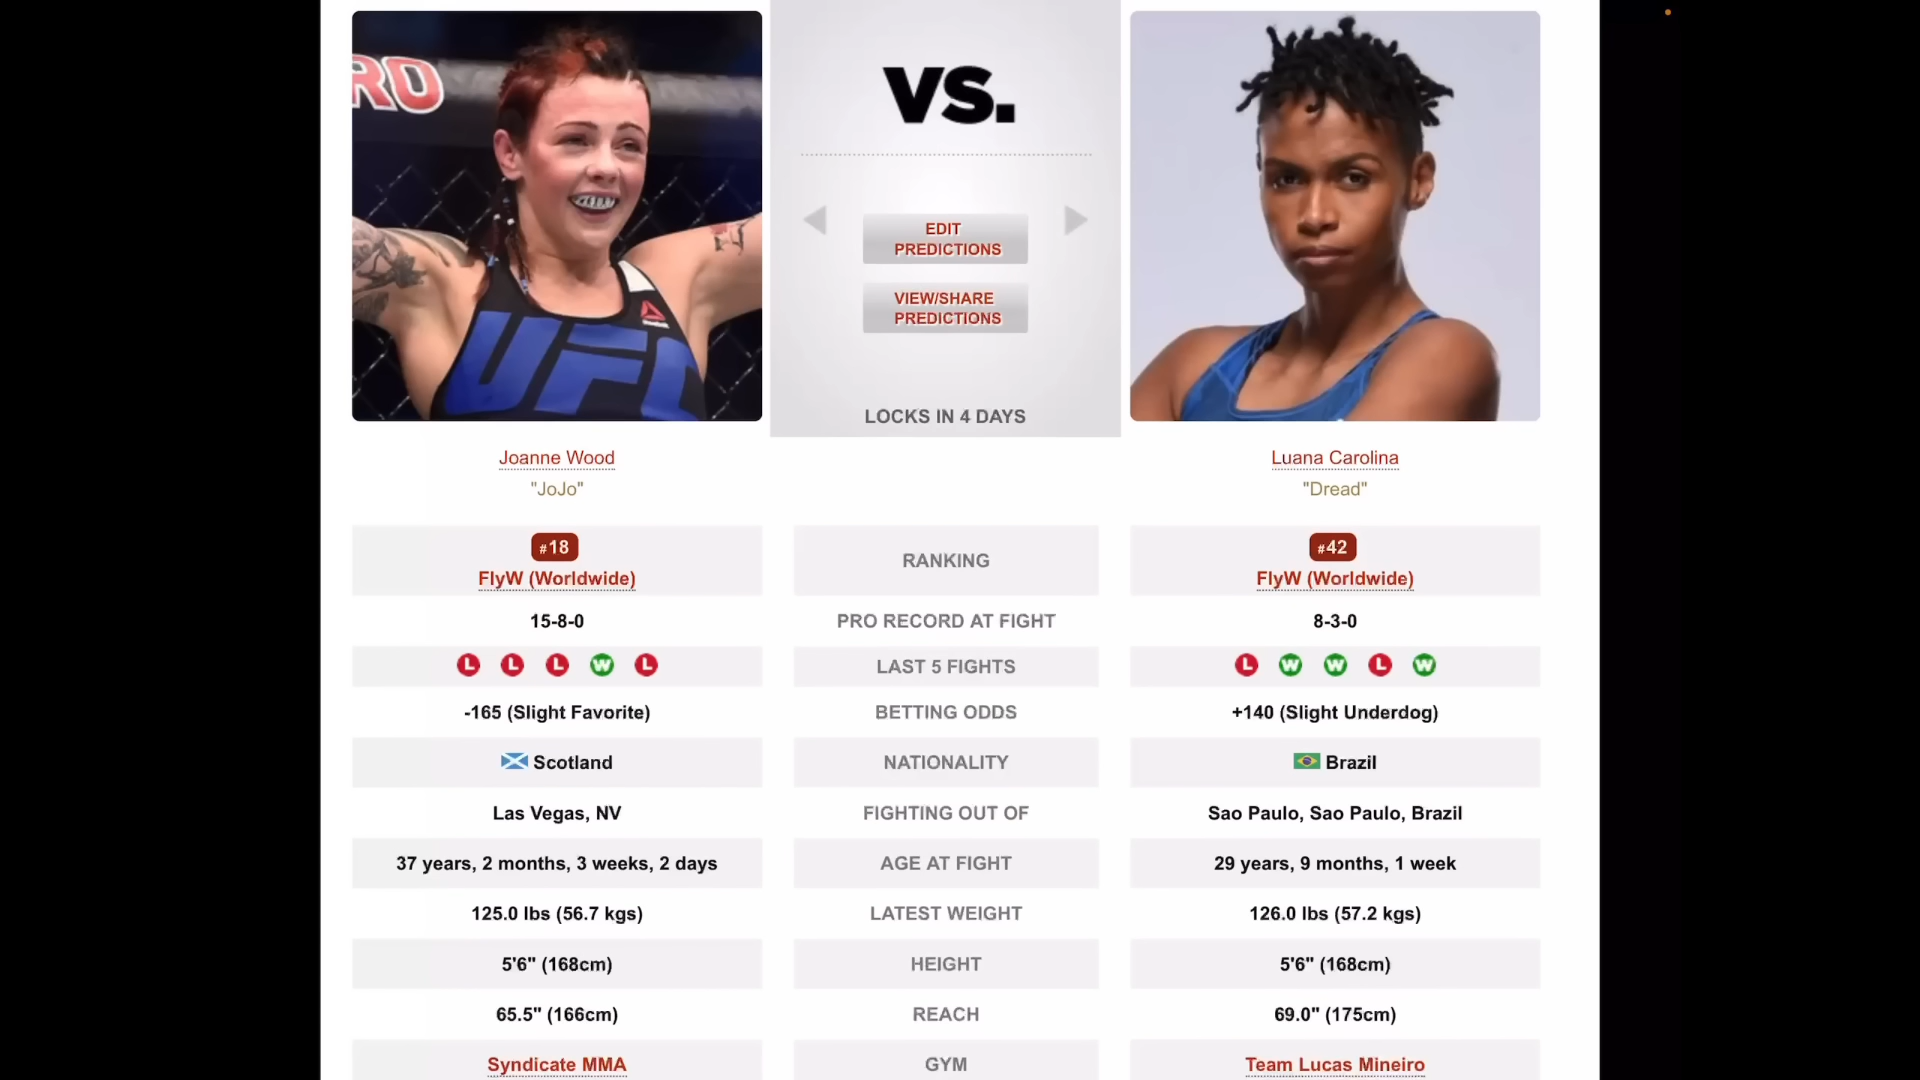 RO
UFC
VS.
EDIT
PREDICTIONS
VIEW/SHARE
PREDICTIONS
LOCKS IN 4 DAYS
Joanne Wood
Luana Carolina
"JoJo"
"Dread"
#18
FlyW (Worldwide)
RANKING
#42
FlyW (Worldwide)
15-8-0
PRO RECORD AT FIGHT
8-3-0
L L L W L
LAST 5 FIGHTS
L W W L W
-165 (Slight Favorite)
BETTING ODDS
+140 (Slight Underdog)
Scotland
NATIONALITY
Brazil
Las Vegas, NV
FIGHTING OUT OF
Sao Paulo, Sao Paulo, Brazil
37 years, 2 months, 3 weeks, 2 days
AGE AT FIGHT
29 years, 9 months, 1 week
125.0 lbs (56.7 kgs)
LATEST WEIGHT
126.0 lbs (57.2 kgs)
5'6" (168cm)
HEIGHT
5'6" (168cm)
65.5" (166cm)
REACH
69.0" (175cm)
Syndicate MMA
GYM
Team Lucas Mineiro